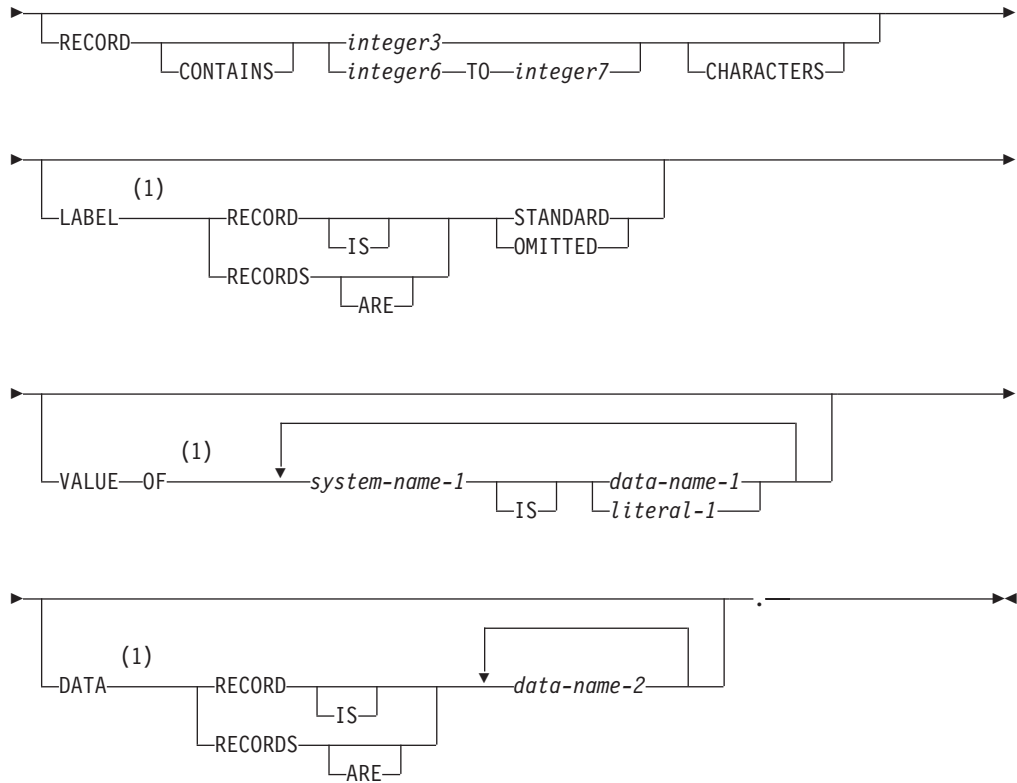 RECORD integer3
CONTAINS integer6 TO integer7 CHARACTERS
(1)
LABEL RECORD STANDARD
IS OMITTED
RECORDS
ARE
(1)
VALUE OF system-name-1 data-name-1
IS literal-1
(1) .
DATA RECORD data-name-2
IS
RECORDS
ARE